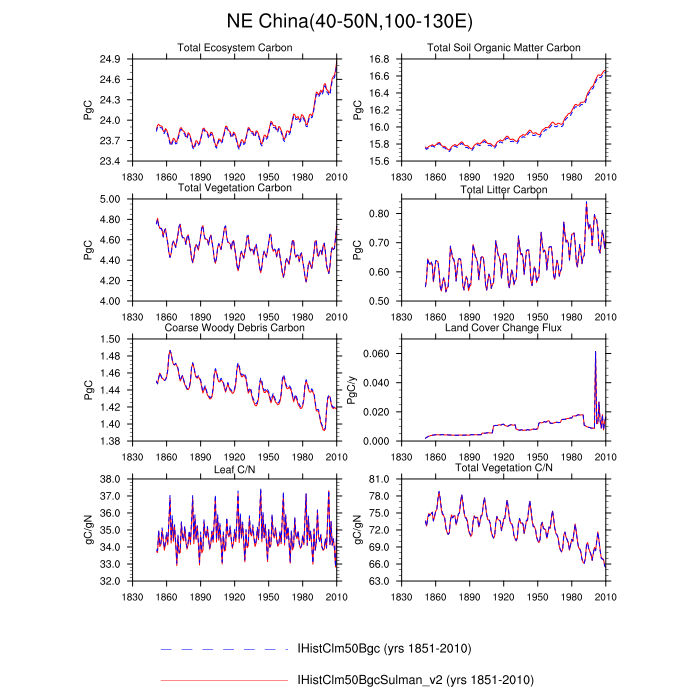 NE China(40-50N,100-130E)
Total Ecosystem Carbon
Total Soil Organic Matter Carbon
24.9
24.6
24.3
24.0
23.7
23.4
PgC
1830 1860 1890 1920 1950 1980 2010
16.8
16.6
16.4
16.2
16.0
15.8
15.6
PgC
1830 1860 1890 1920 1950 1980 2010
Total Vegetation Carbon
Total Litter Carbon
5.00
4.80
4.60
4.40
4.20
4.00
PgC
1830 1860 1890 1920 1950 1980 2010
0.80
0.70
0.60
0.50
PgC
1830 1860 1890 1920 1950 1980 2010
Coarse Woody Debris Carbon
Land Cover Change Flux
1.50
1.48
1.46
1.44
1.42
1.40
1.38
PgC
1830 1860 1890 1920 1950 1980 2010
0.060
0.040
0.020
0.000
PgC/y
1830 1860 1890 1920 1950 1980 2010
Leaf C/N
Total Vegetation C/N
38.0
37.0
36.0
35.0
34.0
33.0
32.0
gC/gN
1830 1860 1890 1920 1950 1980 2010
81.0
78.0
75.0
72.0
69.0
66.0
63.0
gC/gN
1830 1860 1890 1920 1950 1980 2010
IHistClm50Bgc (yrs 1851-2010)
IHistClm50BgcSulman_v2 (yrs 1851-2010)